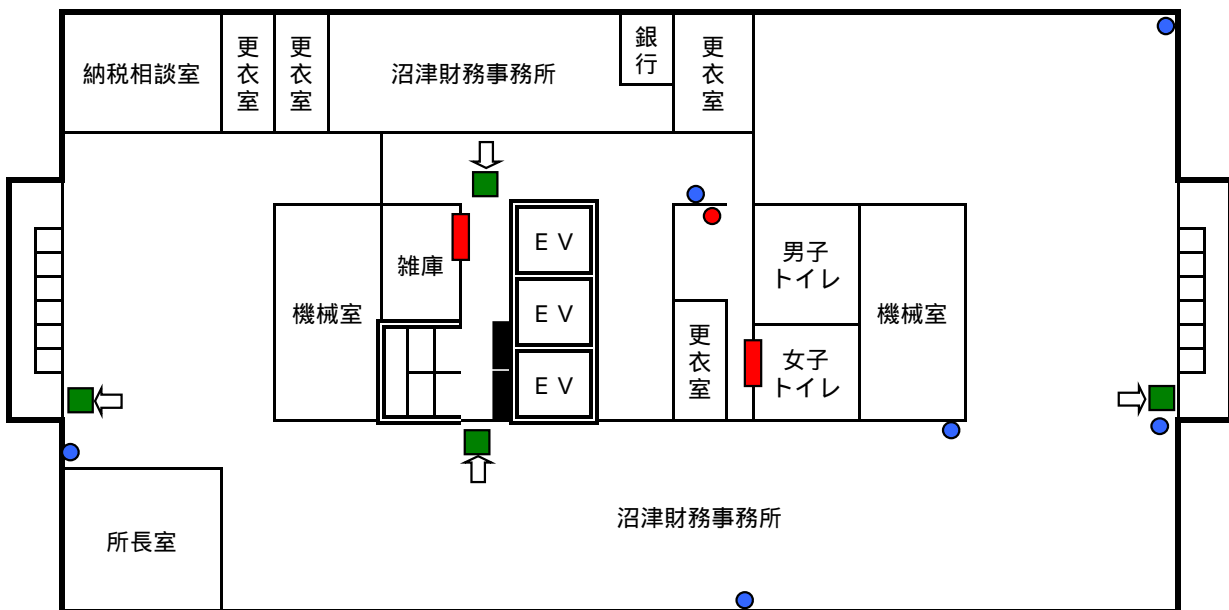 納税相談室
更衣室
更衣室
沼津財務事務所
銀行
更衣室
雑庫
ＥＶ
ＥＶ
ＥＶ
機械室
更衣室
男子
トイレ
女子
トイレ
機械室
所長室
沼津財務事務所